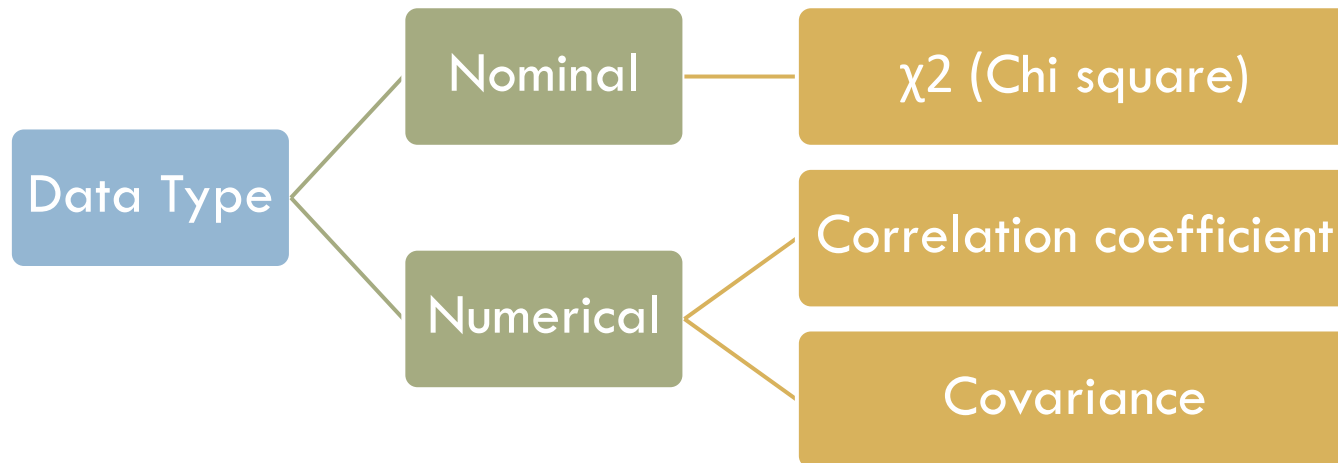 Data Type
Nominal
χ2 (Chi square)
Numerical
Correlation coefficient
Covariance